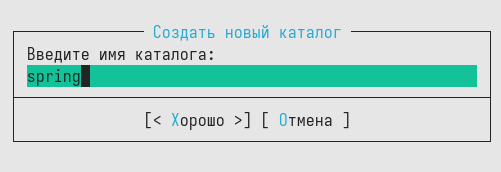 Создать новый каталог
Введите имя каталога:
spring
[< Хорошо >] [ Отмена ]